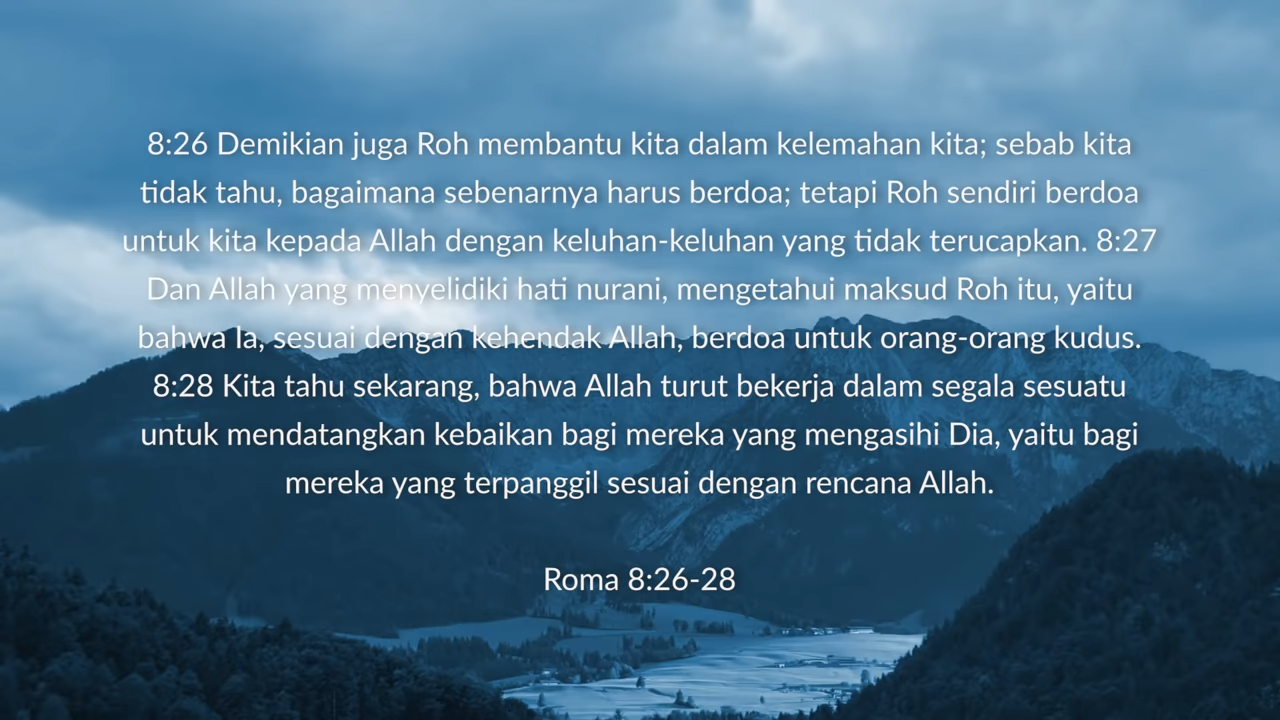 8:26 Demikian juga Roh membantu kita dalam kelemahan kita; sebab kita
tidak tahu, bagaimana sebenarnya harus berdoa; tetapi Roh sendiri berdoa
untuk kita kepada Allah dengan keluhan-keluhan yang tidak terucapkan. 8:27
Dan Allah yang menyelidiki hati nurani, mengetahui maksud Roh itu, yaitu
bahwa Ia, sesuai dengan kehendak Allah, berdoa untuk orang-orang kudus.
8:28 Kita tahu sekarang, bahwa Allah turut bekerja dalam segala sesuatu
untuk mendatangkan kebaikan bagi mereka yang mengasihi Dia, yaitu bagi
mereka yang terpanggil sesuai dengan rencana Allah.
Roma 8:26-28